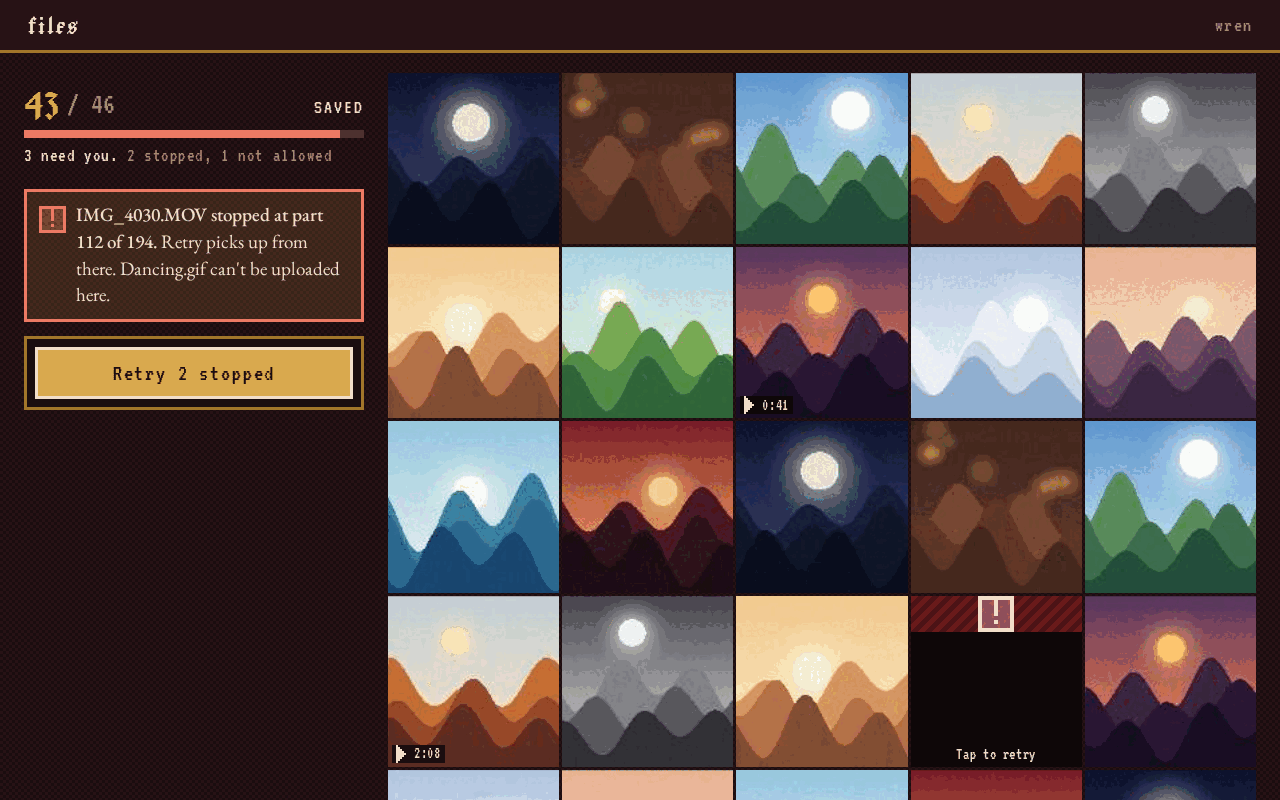 files
wren
43 / 46
SAVED
3 need you. 2 stopped, 1 not allowed
IMG_4030.MOV stopped at part
112 of 194. Retry picks up from
there. Dancing.gif can't be uploaded
here.
Retry 2 stopped
0:41
2:08
Tap to retry